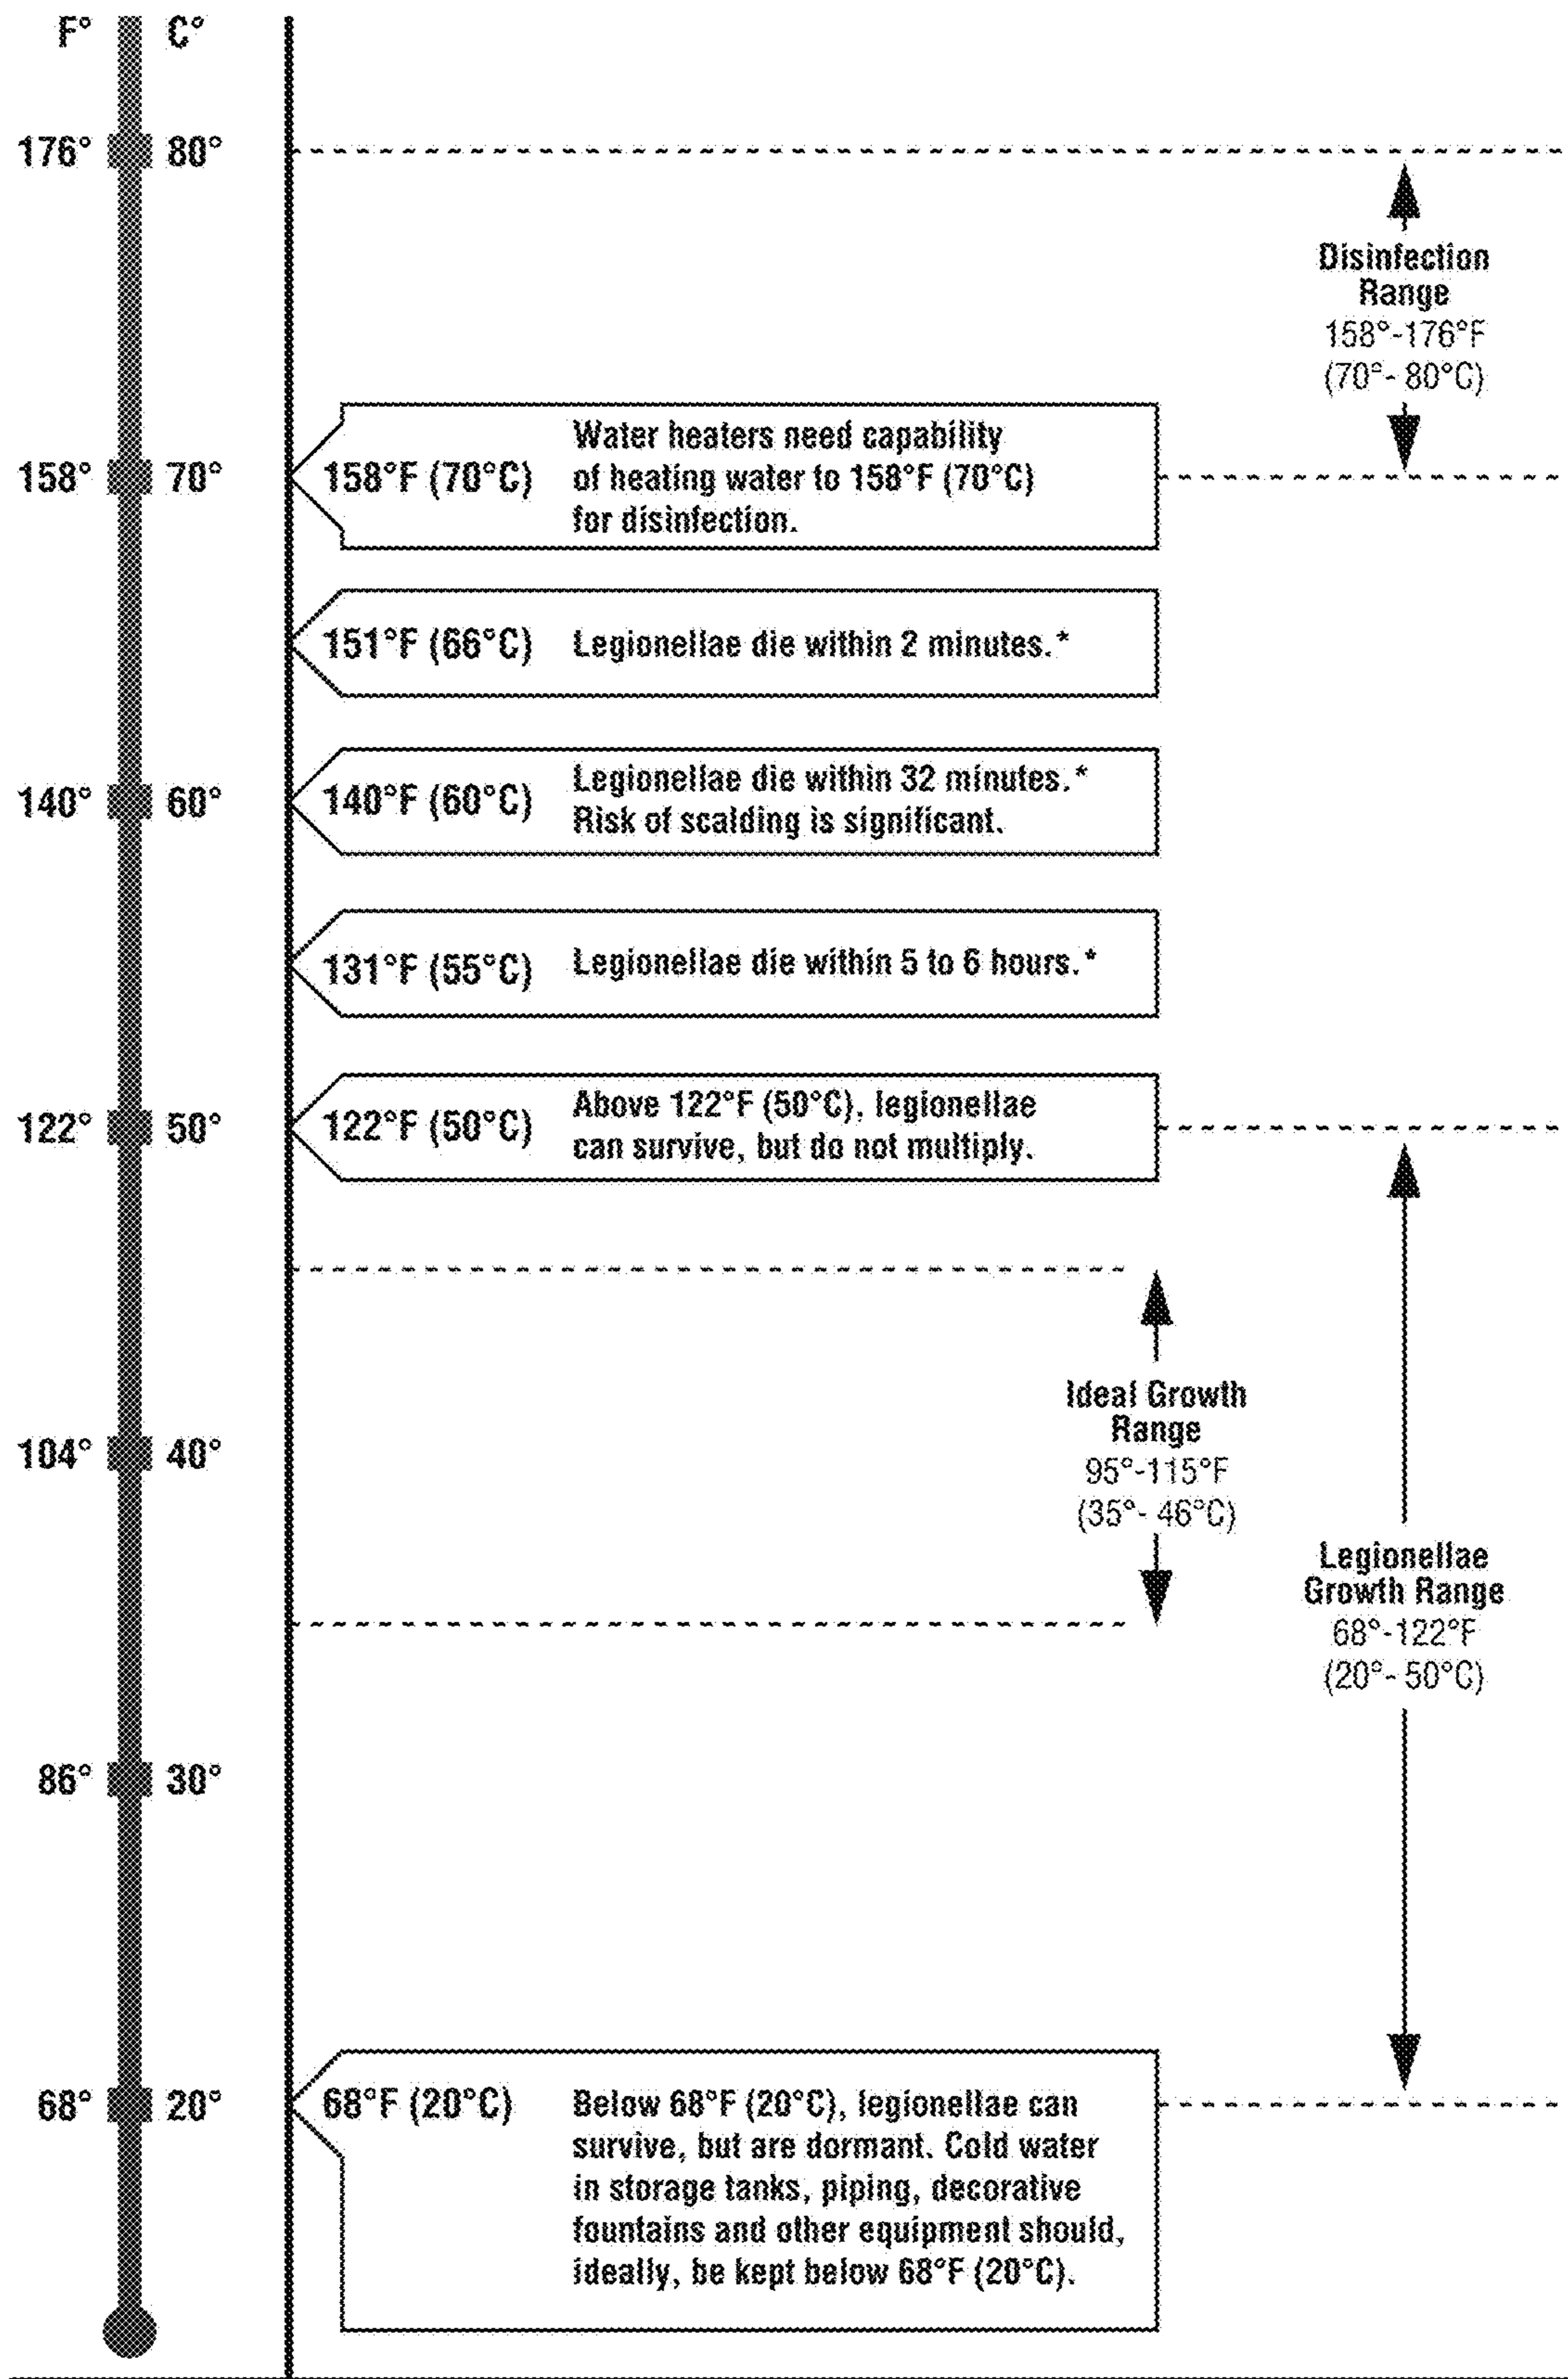 F° C°
176° 80°
Disinfection
Range
158°-176°F
(70°- 80°C)
158° 70°
158°F (70°C)
Water heaters need capability
of heating water to 158°F (70°C)
for disinfection.
151°F (66°C) Legionellae die within 2 minutes.*
140° 60°
140°F (60°C)
Legionellae die within 32 minutes.*
Risk of scalding is significant.
131°F (55°C) Legionellae die within 5 to 6 hours.*
122° 50°
122°F (50°C)
Above 122°F (50°C), legionellae
can survive, but do not multiply.
Ideal Growth
Range
95°-115°F
(35°- 46°C)
104° 40°
Legionellae
Growth Range
68°-122°F
(20°- 50°C)
86° 30°
68° 20°
68°F (20°C)
Below 68°F (20°C), legionellae can
survive, but are dormant. Cold water
in storage tanks, piping, decorative
fountains and other equipment should,
ideally, be kept below 68°F (20°C).